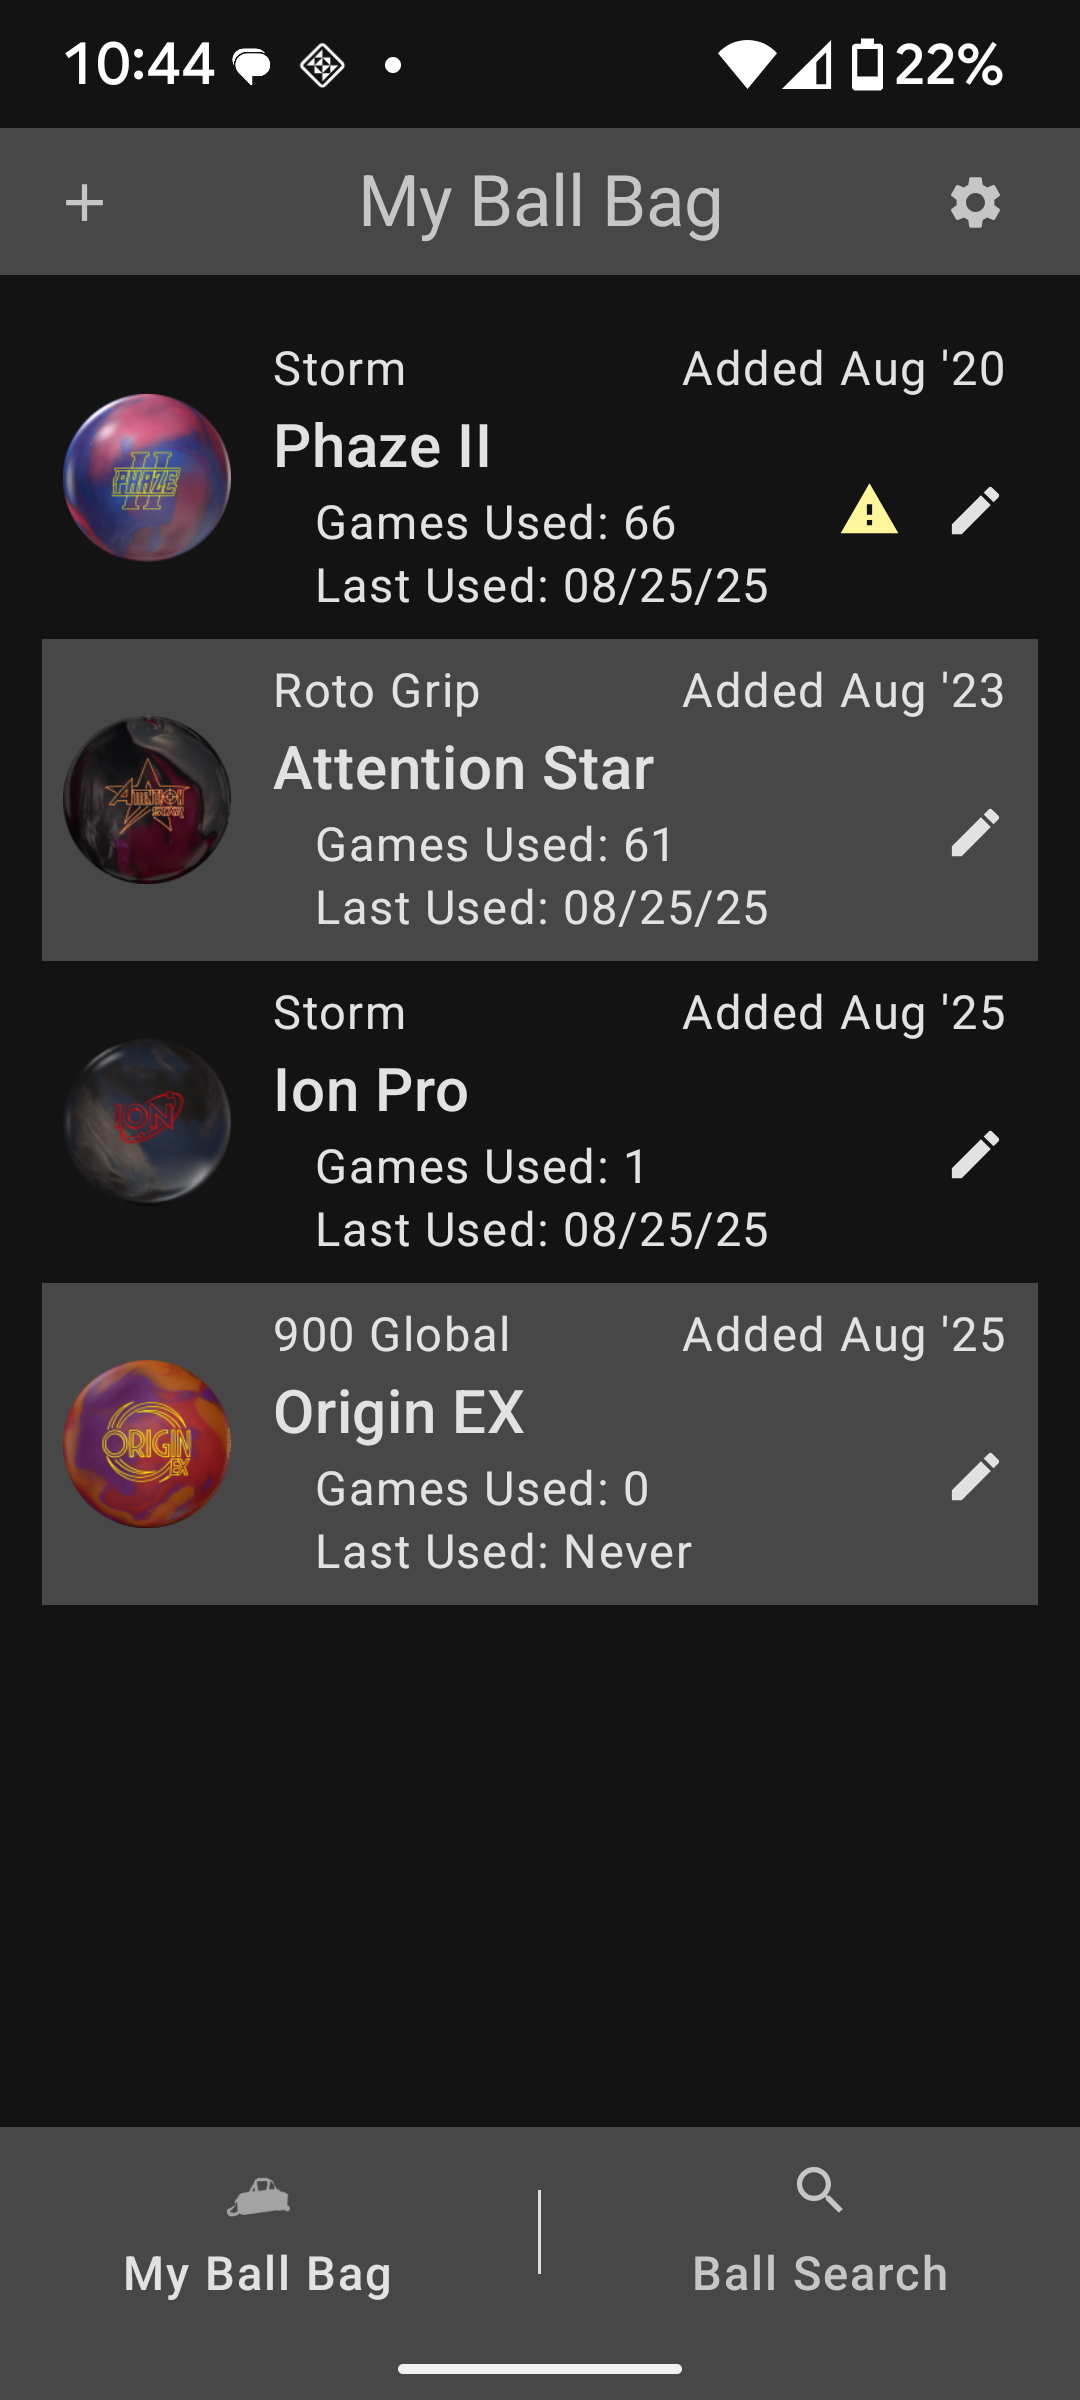 10:44 22%
My Ball Bag
Storm Added Aug '20
PHAZE II
Phaze II
Games Used: 66
Last Used: 08/25/25
Roto Grip Added Aug '23
ATTENTION STAR
Attention Star
Games Used: 61
Last Used: 08/25/25
Storm Added Aug '25
ION
Ion Pro
Games Used: 1
Last Used: 08/25/25
900 Global Added Aug '25
ORIGIN EX
Origin EX
Games Used: 0
Last Used: Never
My Ball Bag
Ball Search